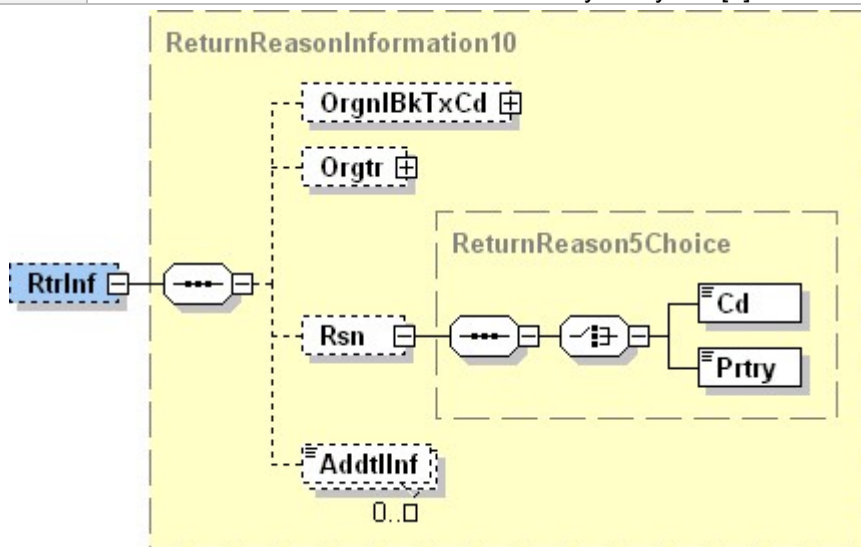 ReturnReasonInformation10
OrgnlBkTxCd
Orgtr
ReturnReason5Choice
RtrInf
Cd
Rsn
Prtry
AddtlInf
0..□